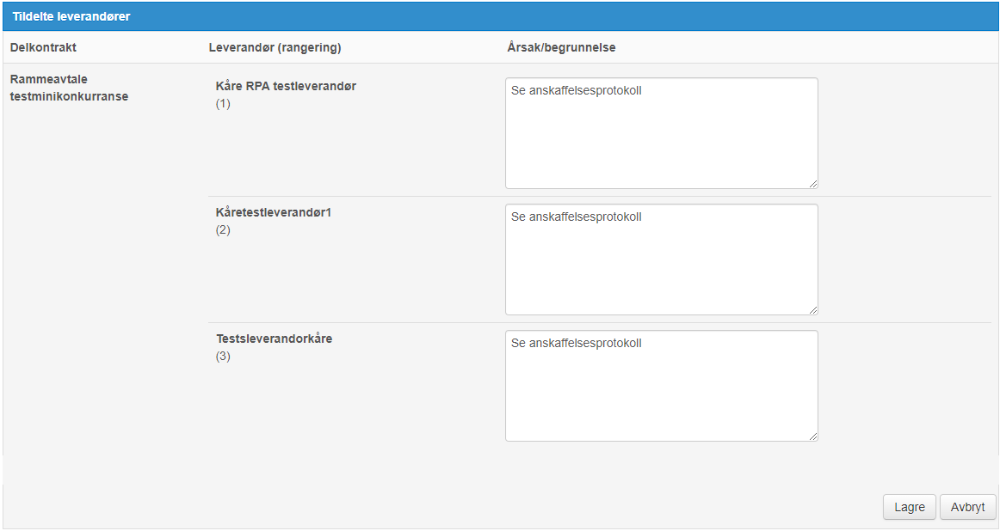 Tildelte leverandører
Delkontrakt
Leverandør (rangering)
Årsak/begrunnelse
Rammeavtale
testminikonkurranse
Kåre RPA testleverandør
(1)
Se anskaffelsesprotokoll
Kåretestleverandør1
(2)
Se anskaffelsesprotokoll
Testsleverandorkåre
(3)
Se anskaffelsesprotokoll
Lagre
Avbryt